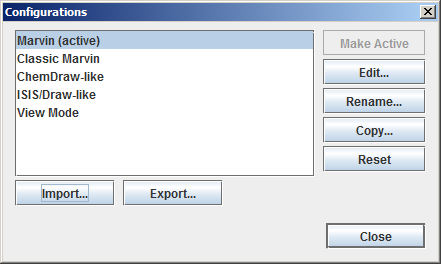 Configurations
Marvin (active)
Classic Marvin
ChemDraw-like
ISIS/Draw-like
View Mode
Make Active
Edit...
Rename...
Copy...
Reset
Import...
Export...
Close